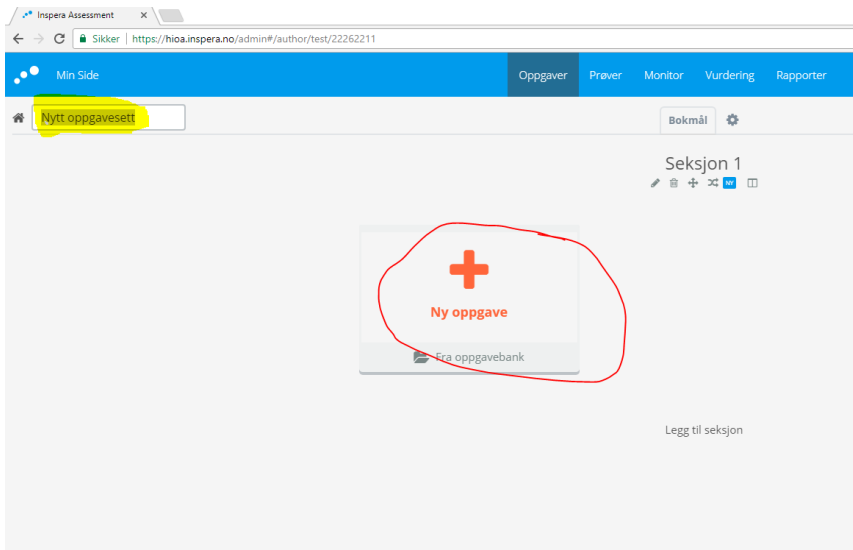 Inspera Assessment
Sikker | https://hioa.inspera.no/admin#/author/test/22262211
Min Side Oppgaver Prøver Monitor Vurdering Rapporter
Nytt oppgavesett Bokmål
Seksjon 1
NY
Ny oppgave
Fra oppgavebank
Legg til seksjon